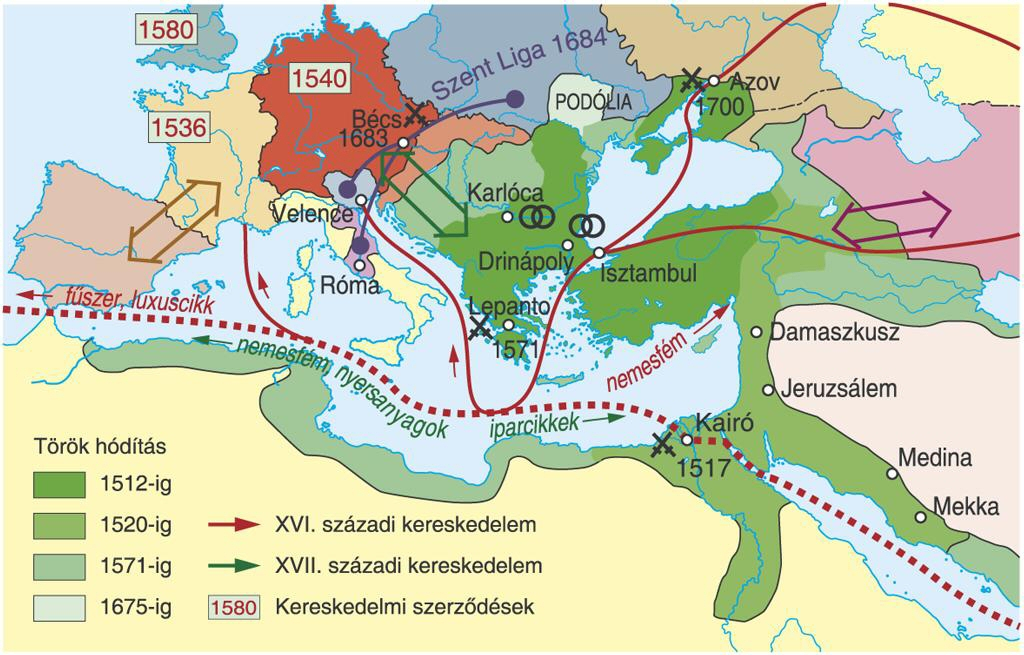 1580
1540
1536
Szent Liga 1684
PODÓLIA
Azov
1700
Bécs
1683
Karlóca
Velence
Drinápoly
Isztambul
Róma
Lepanto
1571
fűszer, luxuscikk
nemesfém, nyersanyagok
nemesfém
iparcikkek
Damaszkusz
Jeruzsálem
Kairó
1517
Medina
Mekka
Török hódítás
1512-ig
1520-ig
XVI. századi kereskedelem
1571-ig
XVII. századi kereskedelem
1675-ig
1580 Kereskedelmi szerződések